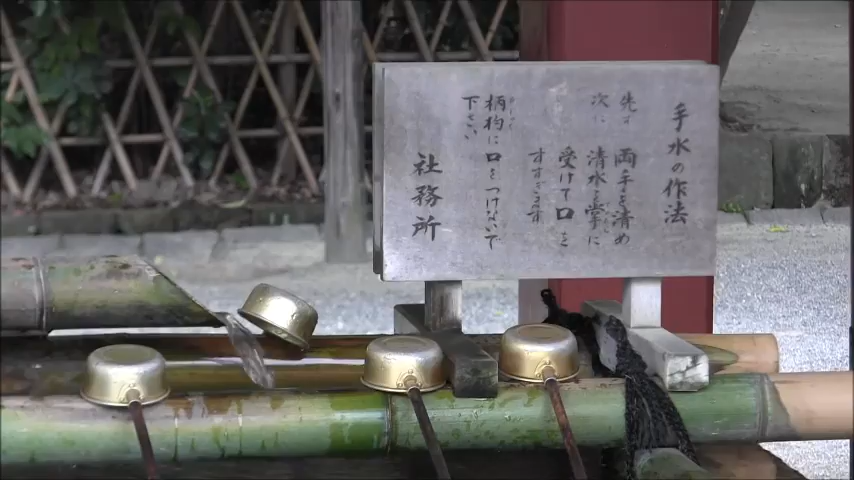 手水の作法
先ず両手を清め
次に清水を掌に
受けて口を
すすぎます
柄杓に口をつけないで
下さい
社務所